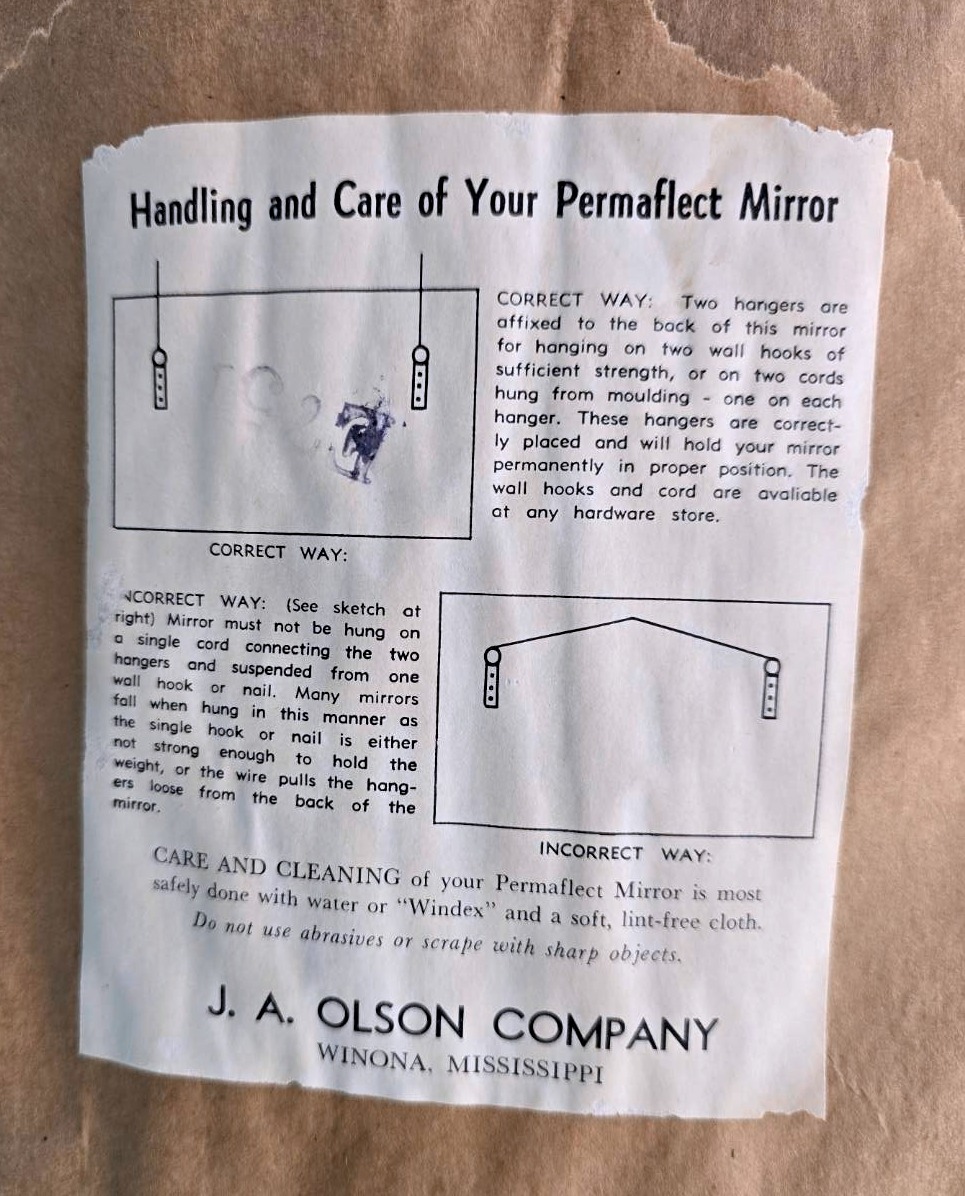 Handling and Care of Your Permaflect Mirror
CORRECT WAY: Two hangers are
affixed to the back of this mirror
for hanging on two wall hooks of
sufficient strength, or on two cords
hung from moulding - one on each
hanger. These hangers are correct-
ly placed and will hold your mirror
permanently in proper position. The
wall hooks and cord are avaliable
at any hardware store.
CORRECT WAY:
NCORRECT WAY: (See sketch at
right) Mirror must not be hung on
a single cord connecting the two
hangers and suspended from one
wall hook or nail. Many mirrors
fall when hung in this manner as
the single hook or nail is either
not strong enough to hold the
weight, or the wire pulls the hang-
ers loose from the back of the
mirror.
INCORRECT WAY:
CARE AND CLEANING of your Permaflect Mirror is most
safely done with water or “Windex” and a soft, lint-free cloth.
Do not use abrasives or scrape with sharp objects.
J. A. OLSON COMPANY
WINONA, MISSISSIPPI